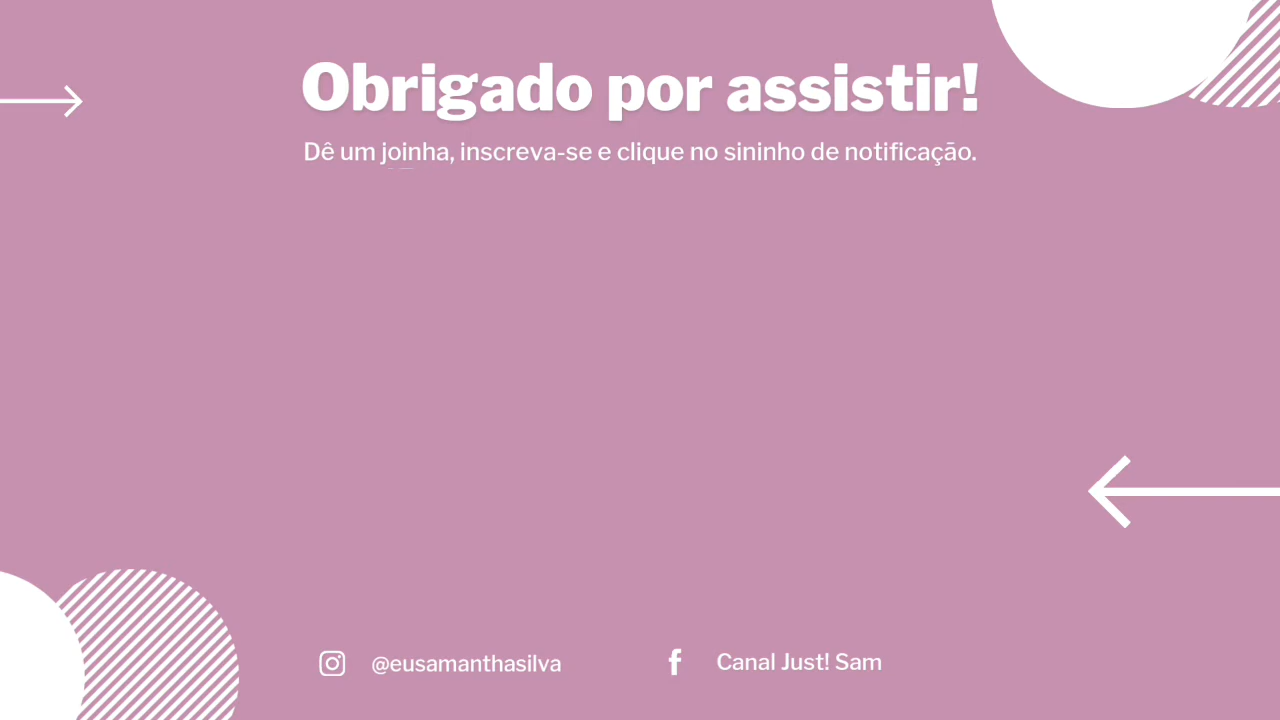 Obrigado por assistir!
Dê um joinha, inscreva-se e clique no sininho de notificação.
@eusamanthasilva
Canal Just! Sam